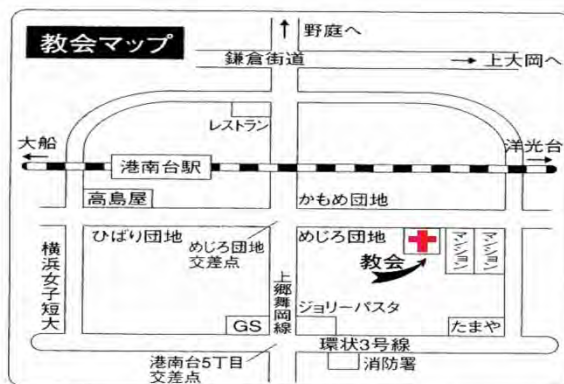 教会マップ
野庭へ
鎌倉街道
上大岡へ
レストラン
大船
洋光台
港南台駅
高島屋
かもめ団地
ひばり団地
めじろ団地
交差点
めじろ団地
教会
マンション
マンション
横浜女子短大
上郷舞岡線
ジョリーパスタ
GS
たまや
環状3号線
港南台5丁目
交差点
消防署